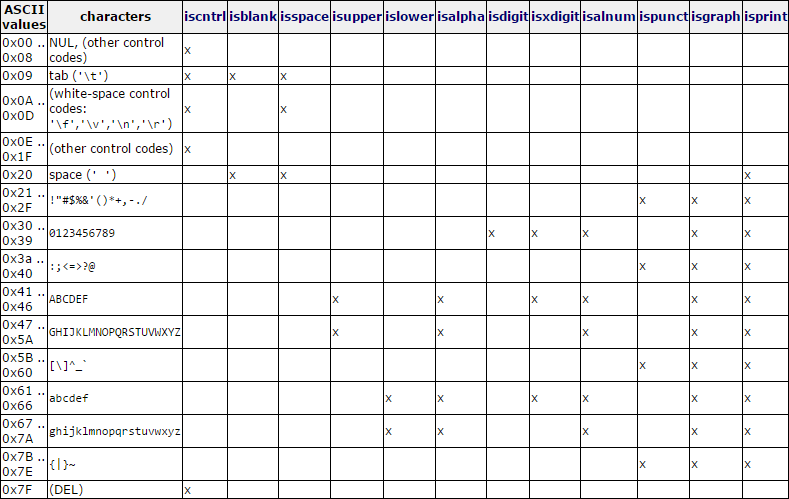 ASCII values characters iscntrl isblank isspace isupper islower isalpha isdigit isxdigit isalnum ispunct isgraph isprint
0x00 .. 0x08 NUL, (other control codes) x
0x09 tab ('\t') x x x
0x0A .. 0x0D (white-space control codes: '\f','\v','\n','\r') x x
0x0E .. 0x1F (other control codes) x
0x20 space (' ') x x x
0x21 .. 0x2F !"#$%&'()*+,-./ x x x
0x30 .. 0x39 0123456789 x x x x x
0x3a .. 0x40 :;<=>?@ x x x
0x41 .. 0x46 ABCDEF x x x x x x
0x47 .. 0x5A GHIJKLMNOPQRSTUVWXYZ x x x x x
0x5B .. 0x60 [\]^_` x x x
0x61 .. 0x66 abcdef x x x x x x
0x67 .. 0x7A ghijklmnopqrstuvwxyz x x x x x
0x7B .. 0x7E {|}~ x x x
0x7F (DEL) x